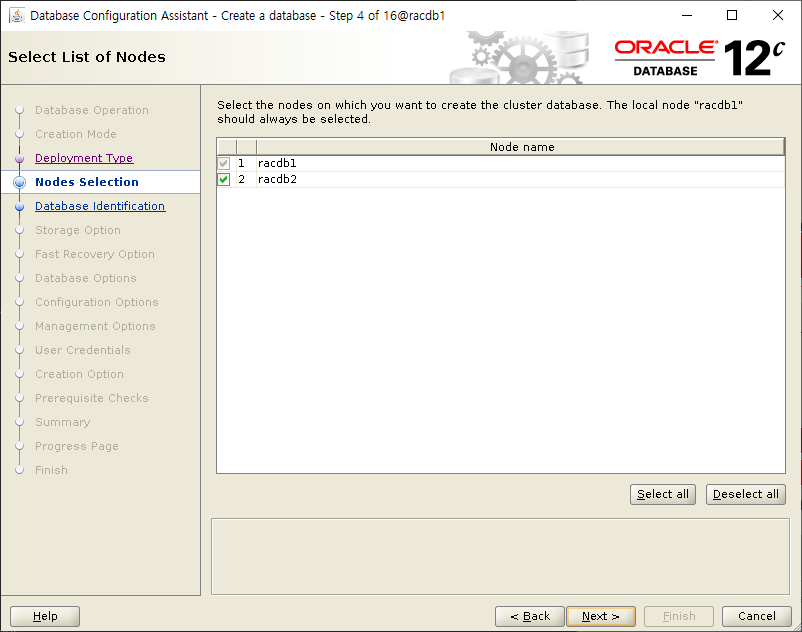 Database Configuration Assistant - Create a database - Step 4 of 16@racdb1
Select List of Nodes
ORACLE
DATABASE
12c
Database Operation
Creation Mode
Deployment Type
Nodes Selection
Database Identification
Storage Option
Fast Recovery Option
Database Options
Configuration Options
Management Options
User Credentials
Creation Option
Prerequisite Checks
Summary
Progress Page
Finish
Select the nodes on which you want to create the cluster database. The local node "racdb1"
should always be selected.
Node name
1 racdb1
2 racdb2
Select all
Deselect all
Help
< Back
Next >
Finish
Cancel